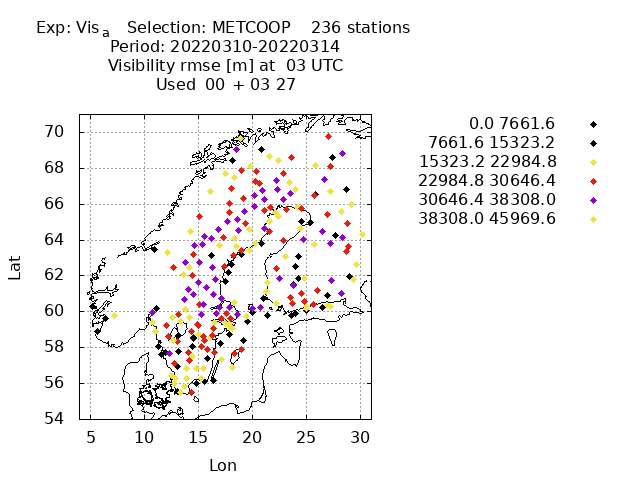 Exp: Vis a   Selection: METCOOP    236 stations
Period: 20220310-20220314
Visibility rmse [m] at  03 UTC
Used  00 + 03 27
0.0 7661.6
7661.6 15323.2
15323.2 22984.8
22984.8 30646.4
30646.4 38308.0
38308.0 45969.6
70
68
66
64
62
60
58
56
54
Lat
5 10 15 20 25 30
Lon